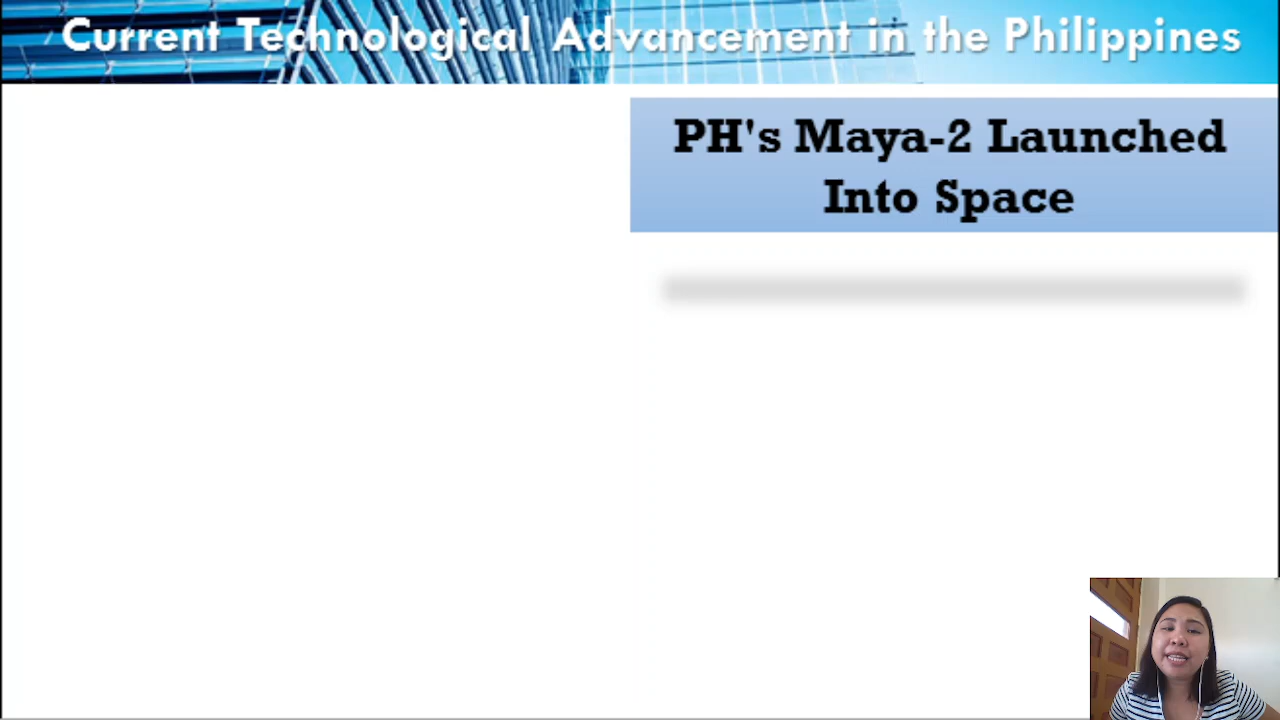 Current Technological Advancement in the Philippines
PH's Maya-2 Launched
Into Space